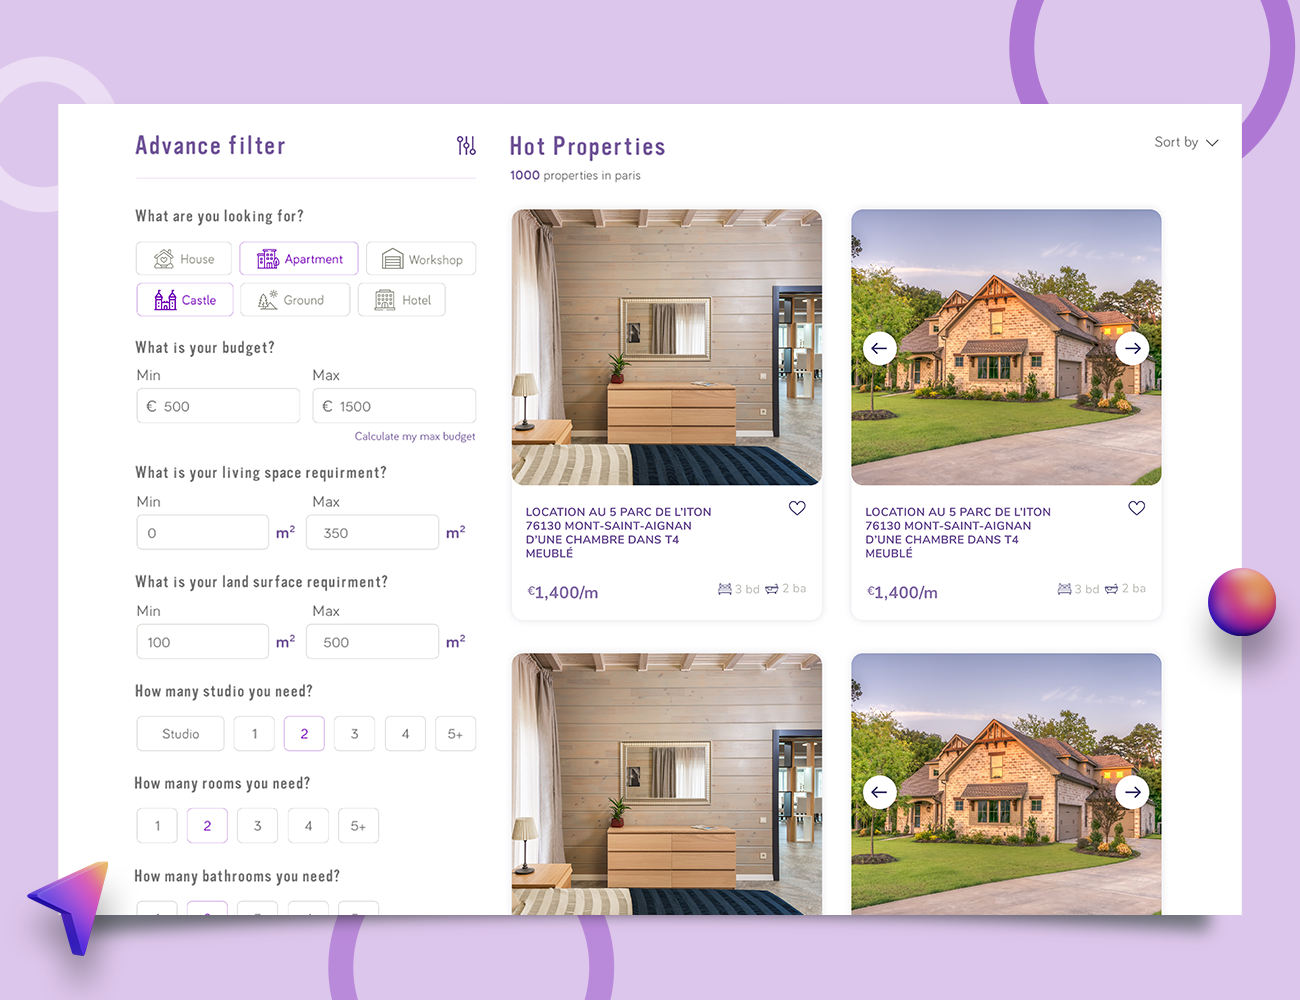 Advance filter
What are you looking for?
House
Apartment
Workshop
Castle
Ground
Hotel
What is your budget?
Min
Max
€ 500
€ 1500
Calculate my max budget
What is your living space requirment?
Min
Max
0
m²
350
m²
What is your land surface requirment?
Min
Max
100
m²
500
m²
How many studio you need?
Studio
1
2
3
4
5+
How many rooms you need?
1
2
3
4
5+
How many bathrooms you need?
Hot Properties
1000 properties in paris
Sort by
LOCATION AU 5 PARC DE L'ITON
76130 MONT-SAINT-AIGNAN
D'UNE CHAMBRE DANS T4
MEUBLÉ
€1,400/m
3 bd
2 ba
LOCATION AU 5 PARC DE L'ITON
76130 MONT-SAINT-AIGNAN
D'UNE CHAMBRE DANS T4
MEUBLÉ
€1,400/m
3 bd
2 ba